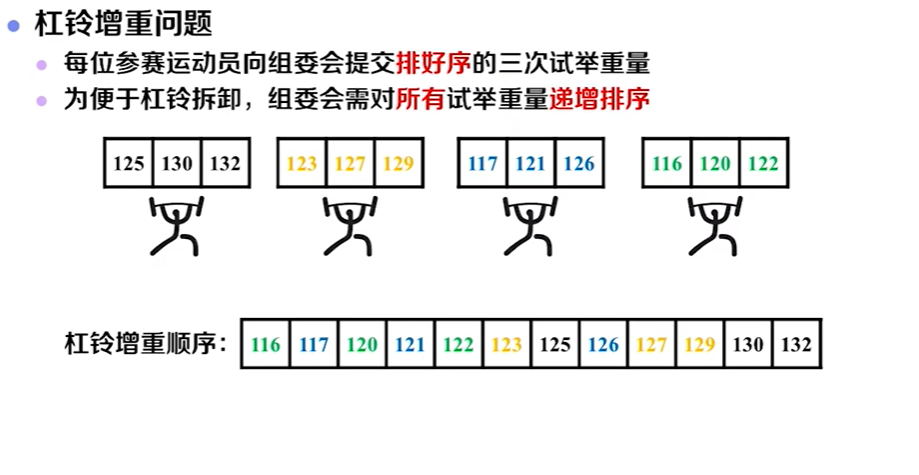 杠铃增重问题
每位参赛运动员向组委会提交排好序的三次试举重量
为便于杠铃拆卸，组委会需对所有试举重量递增排序
125 130 132 123 127 129 117 121 126 116 120 122
杠铃增重顺序： 116 117 120 121 122 123 125 126 127 129 130 132